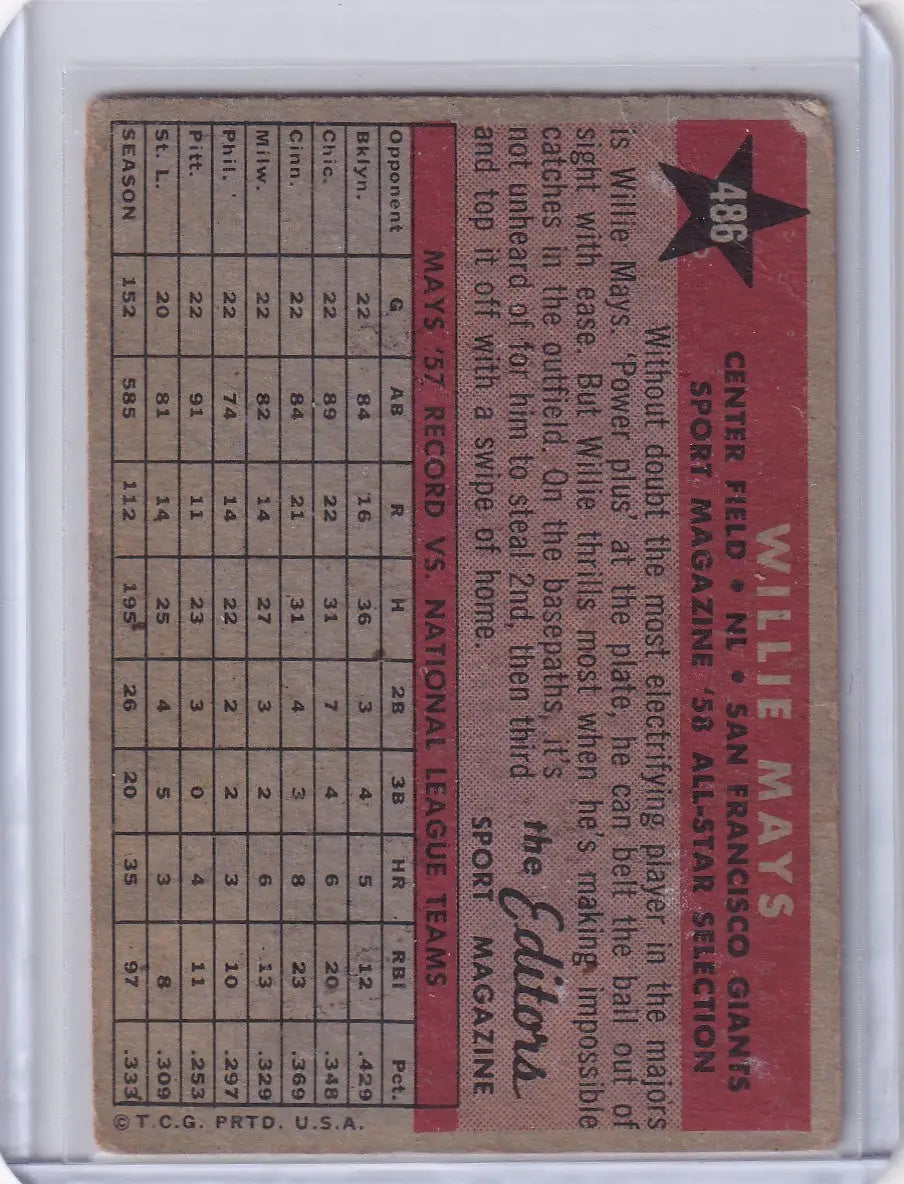 486
WILLIE MAYS
CENTER FIELD • NL • SAN FRANCISCO GIANTS
SPORT MAGAZINE '58 ALL-STAR SELECTION
Without doubt the most electrifying player in the majors
is Willie Mays. 'Power plus' at the plate, he can belt the ball out of
sight with ease. But Willie thrills most when he's making impossible
catches in the outfield. On the basepaths, it's
not unheard of for him to steal 2nd, then third
and top it off with a swipe of home.
the Editors
SPORT MAGAZINE
MAYS '57 RECORD VS. NATIONAL LEAGUE TEAMS
Opponent G AB R H 2B 3B HR RBI Pct.
Bklyn. 22 84 16 36 3 4 5 12 .429
Chic. 22 89 22 31 7 4 6 20 .348
Cinn. 22 84 21 31 4 3 8 23 .369
Milw. 22 82 14 27 3 2 6 13 .329
Phil. 22 74 14 22 2 2 3 10 .297
Pitt. 22 91 11 23 3 0 4 11 .253
St. L. 20 81 14 25 4 5 3 8 .309
SEASON 152 585 112 195 26 20 35 97 .333
©T.C.G. PRTD. U.S.A.